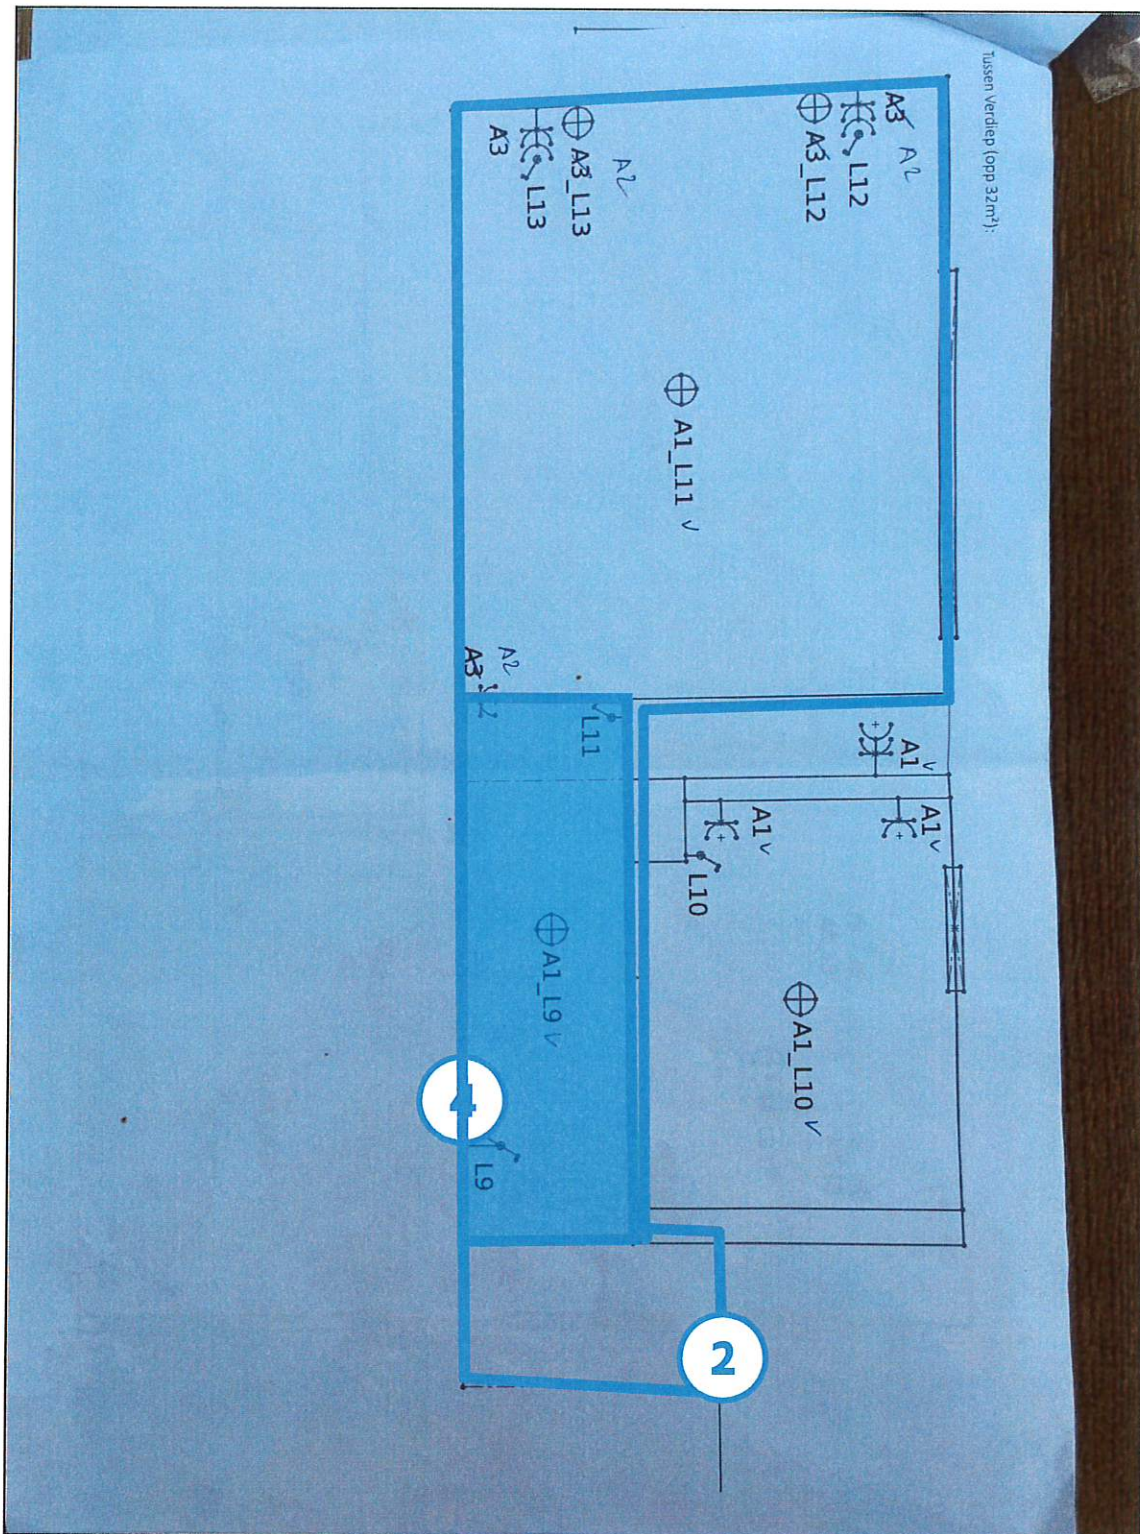 Tussen Verdiep (opp 32m²):
A3 A2
L12
A3_L12
A2
A3_L13
L13
A3
A1_L11 v
A2
A3
L11
A1 v
A1 v
A1 v
L10
A1_L9 v
A1_L10 v
4
L9
2